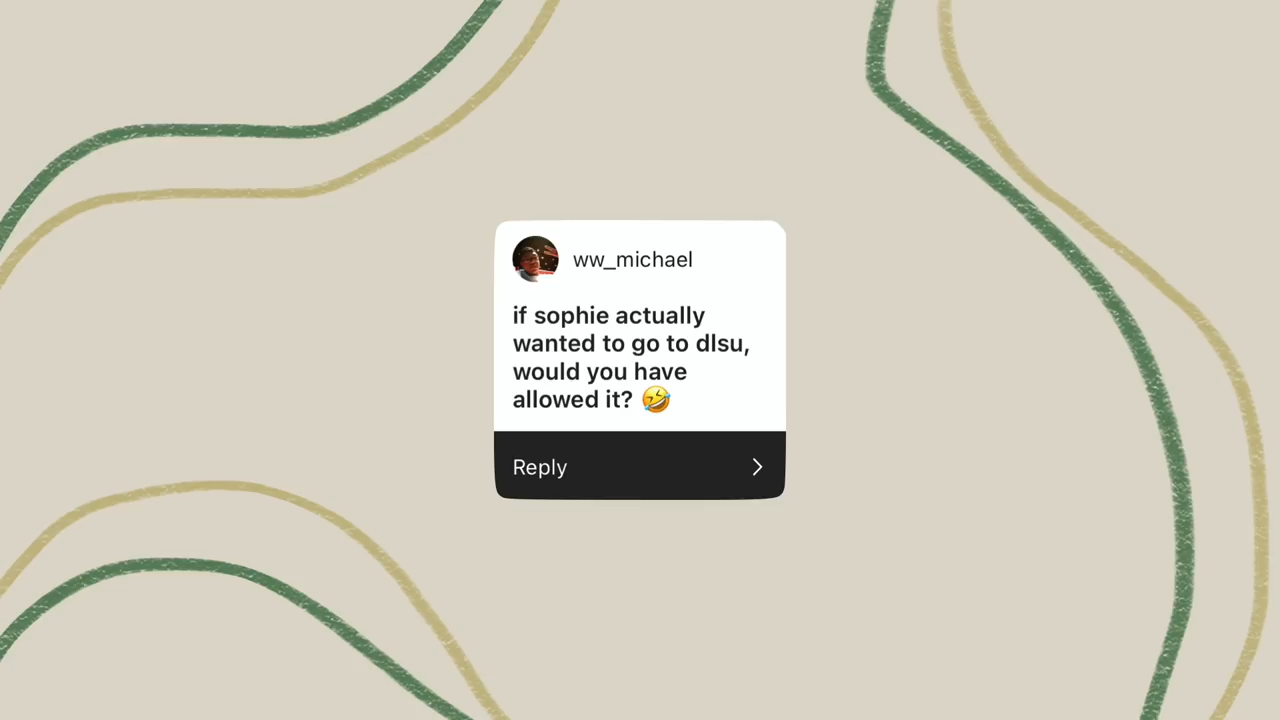 ww_michael
if sophie actually
wanted to go to dlsu,
would you have
allowed it? 🤣
Reply